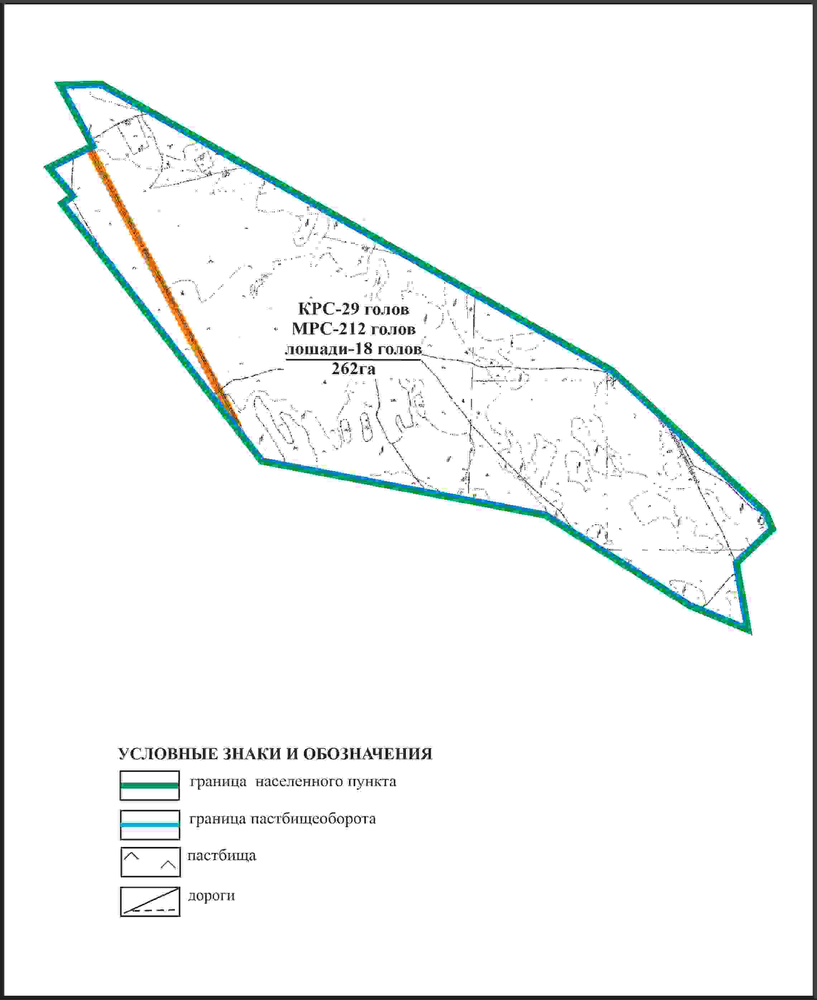 КРС-29 голов
МРС-212 голов
лошади-18 голов
262га
УСЛОВНЫЕ ЗНАКИ И ОБОЗНАЧЕНИЯ
граница населенного пункта
граница пастбищеоборота
пастбища
дороги